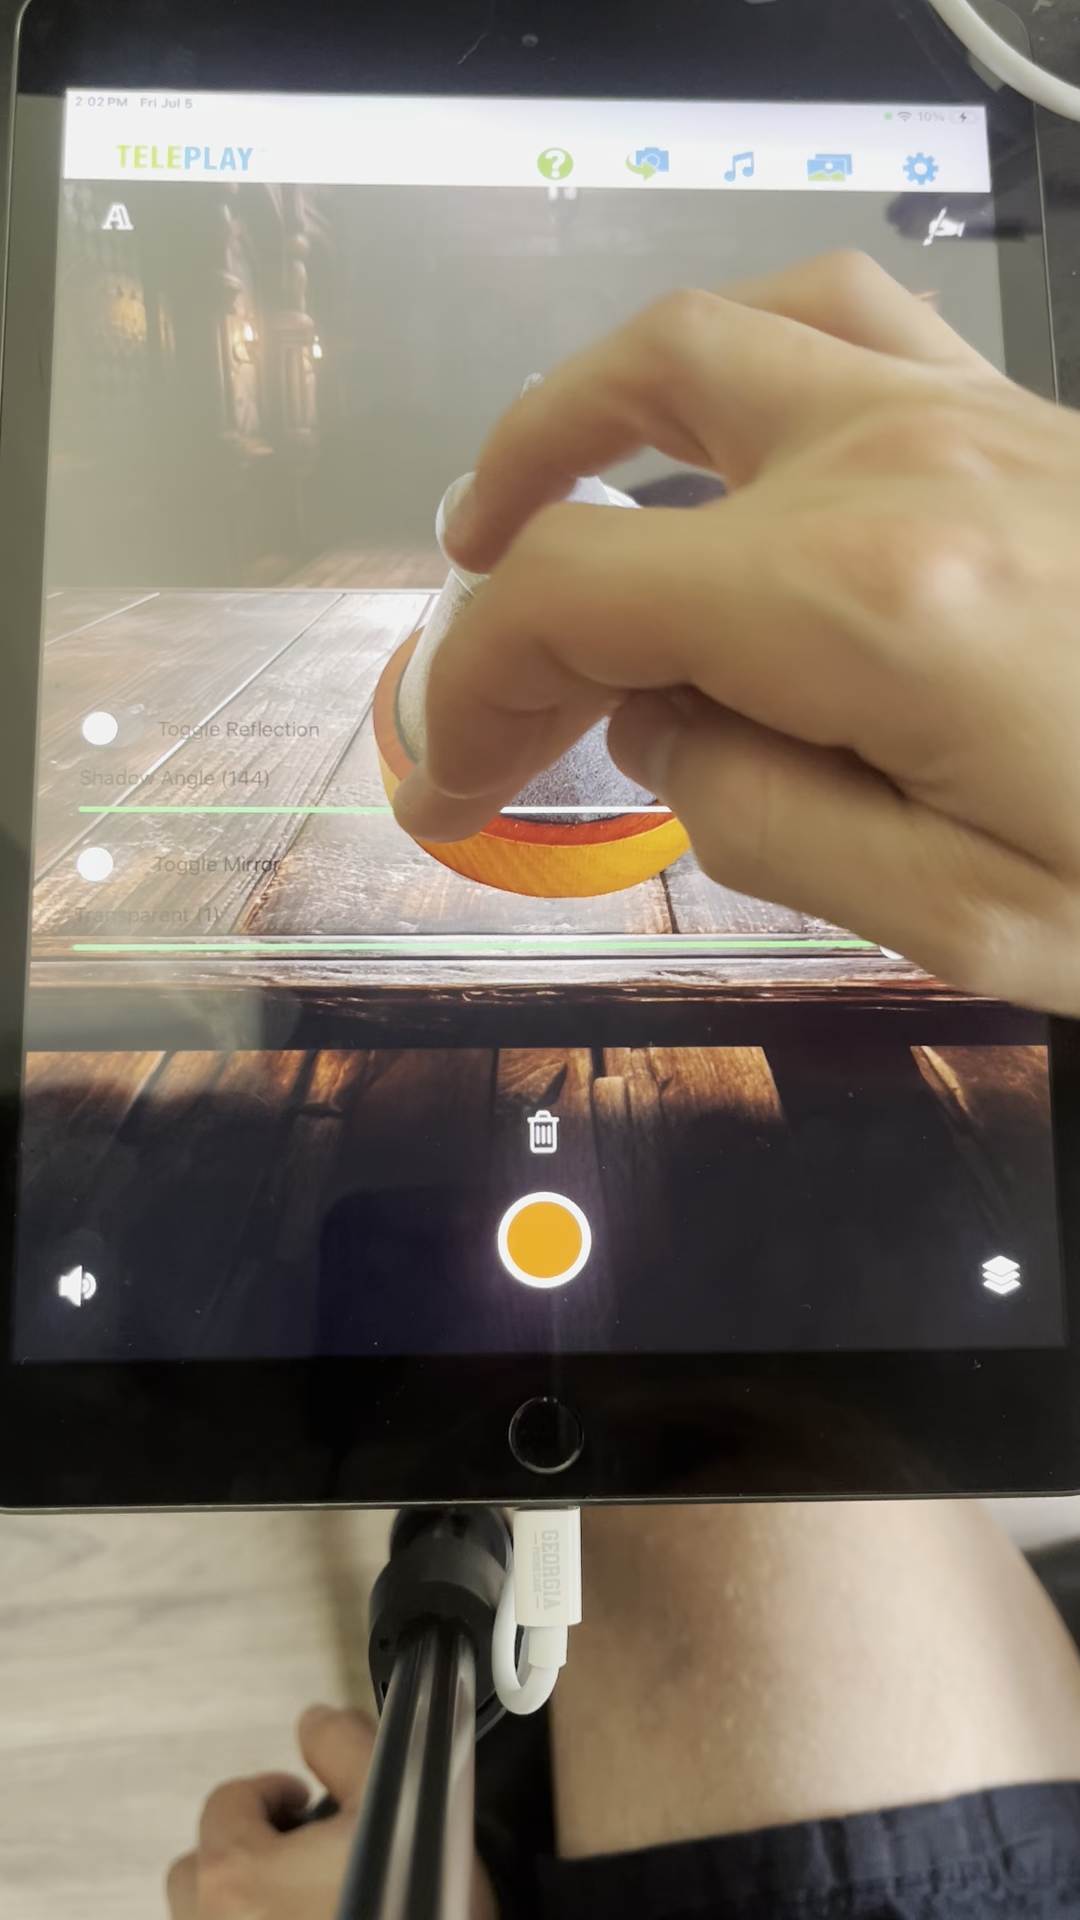 2:02 PM Fri Jul 5
10%
TELEPLAY
Toggle Reflection
Shadow Angle (144)
Toggle Mirror
Transparent (1)
GEORGIA